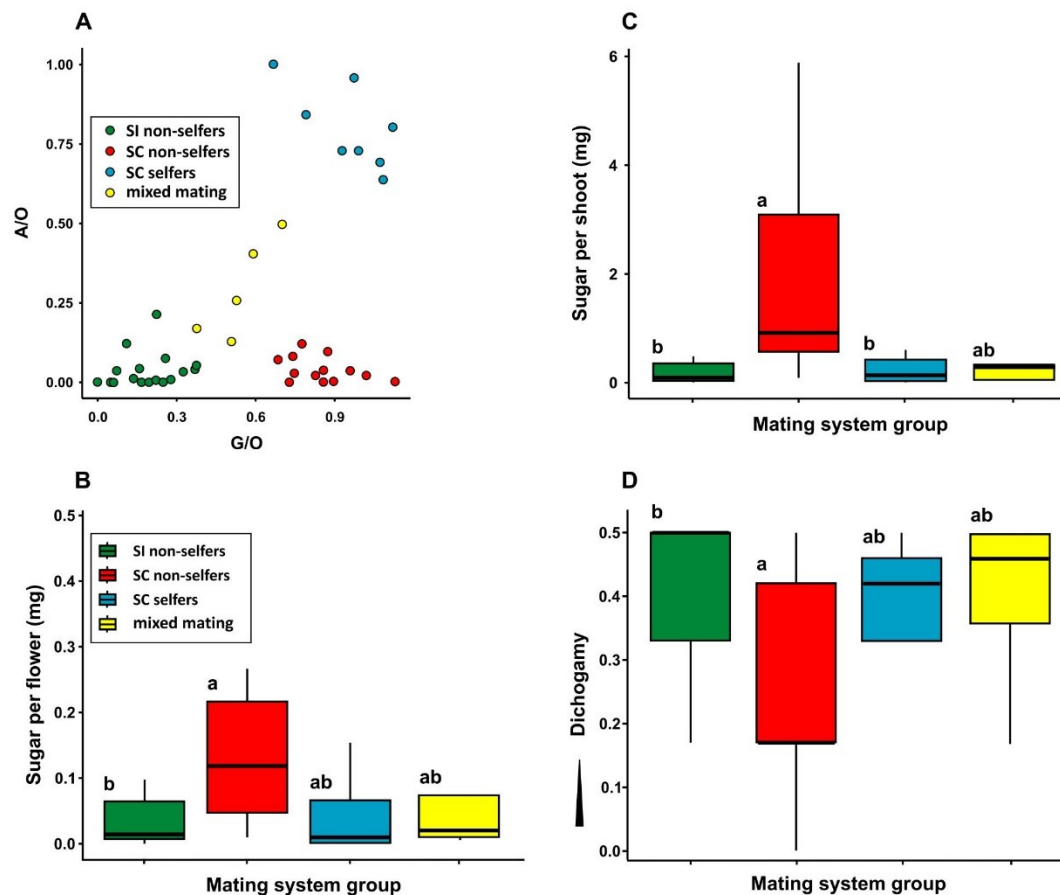 A
A/O
1.00
0.75
0.50
0.25
0.00
SI non-selfers
SC non-selfers
SC selfers
mixed mating
0.0
0.3
0.6
0.9
G/O
C
Sugar per shoot (mg)
6
4
2
0
b
a
b
ab
Mating system group
B
Sugar per flower (mg)
0.5
0.4
0.3
0.2
0.1
0.0
SI non-selfers
SC non-selfers
SC selfers
mixed mating
b
a
ab
ab
Mating system group
D
Dichogamy
0.5
0.4
0.3
0.2
0.1
0.0
b
a
ab
ab
Mating system group